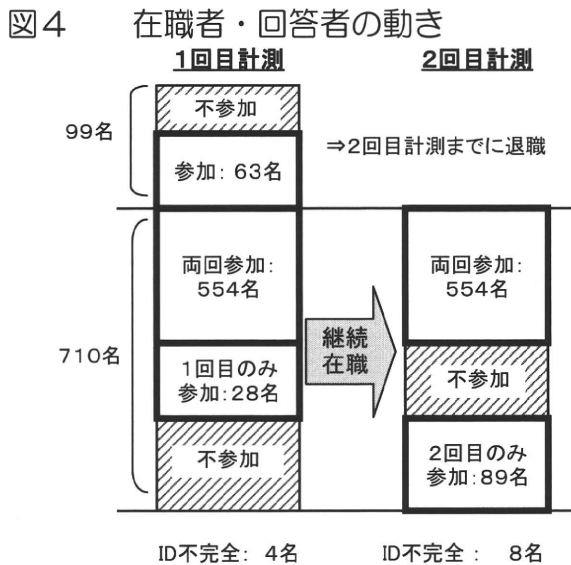 図4 在職者・回答者の動き
1回目計測
2回目計測
不参加
99名
参加: 63名
⇒2回目計測までに退職
両回参加:
554名
両回参加:
554名
710名
継続
在職
1回目のみ
参加:28名
不参加
不参加
2回目のみ
参加:89名
ID不完全: 4名
ID不完全 : 8名